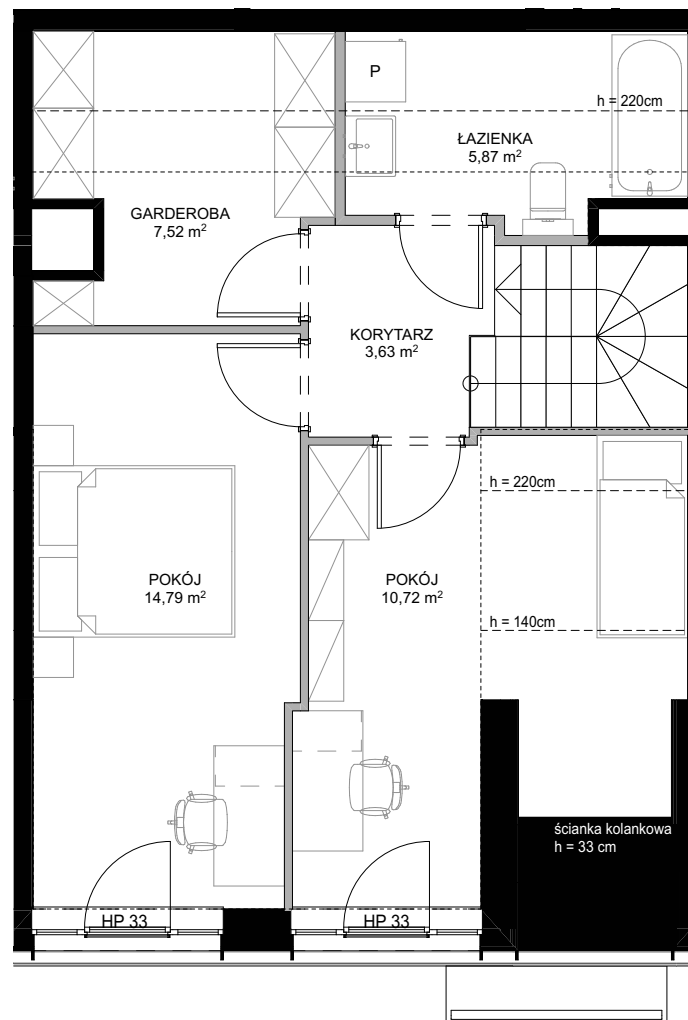 P
h = 220cm
ŁAZIENKA
5,87 m²
GARDEROBA
7,52 m²
KORYTARZ
3,63 m²
h = 220cm
POKÓJ
14,79 m²
POKÓJ
10,72 m²
h = 140cm
ścianka kolankowa
h = 33 cm
HP 33
HP 33